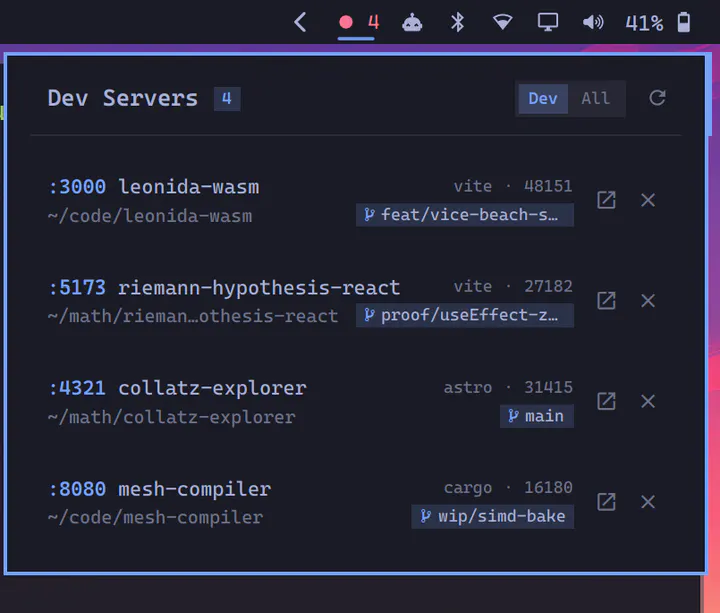 4 41%
Dev Servers 4 Dev All
:3000 leonida-wasm vite · 48151
~/code/leonida-wasm feat/vice-beach-s…
:5173 riemann-hypothesis-react vite · 27182
~/math/rieman…othesis-react proof/useEffect-z…
:4321 collatz-explorer astro · 31415
~/math/collatz-explorer main
:8080 mesh-compiler cargo · 16180
~/code/mesh-compiler wip/simd-bake